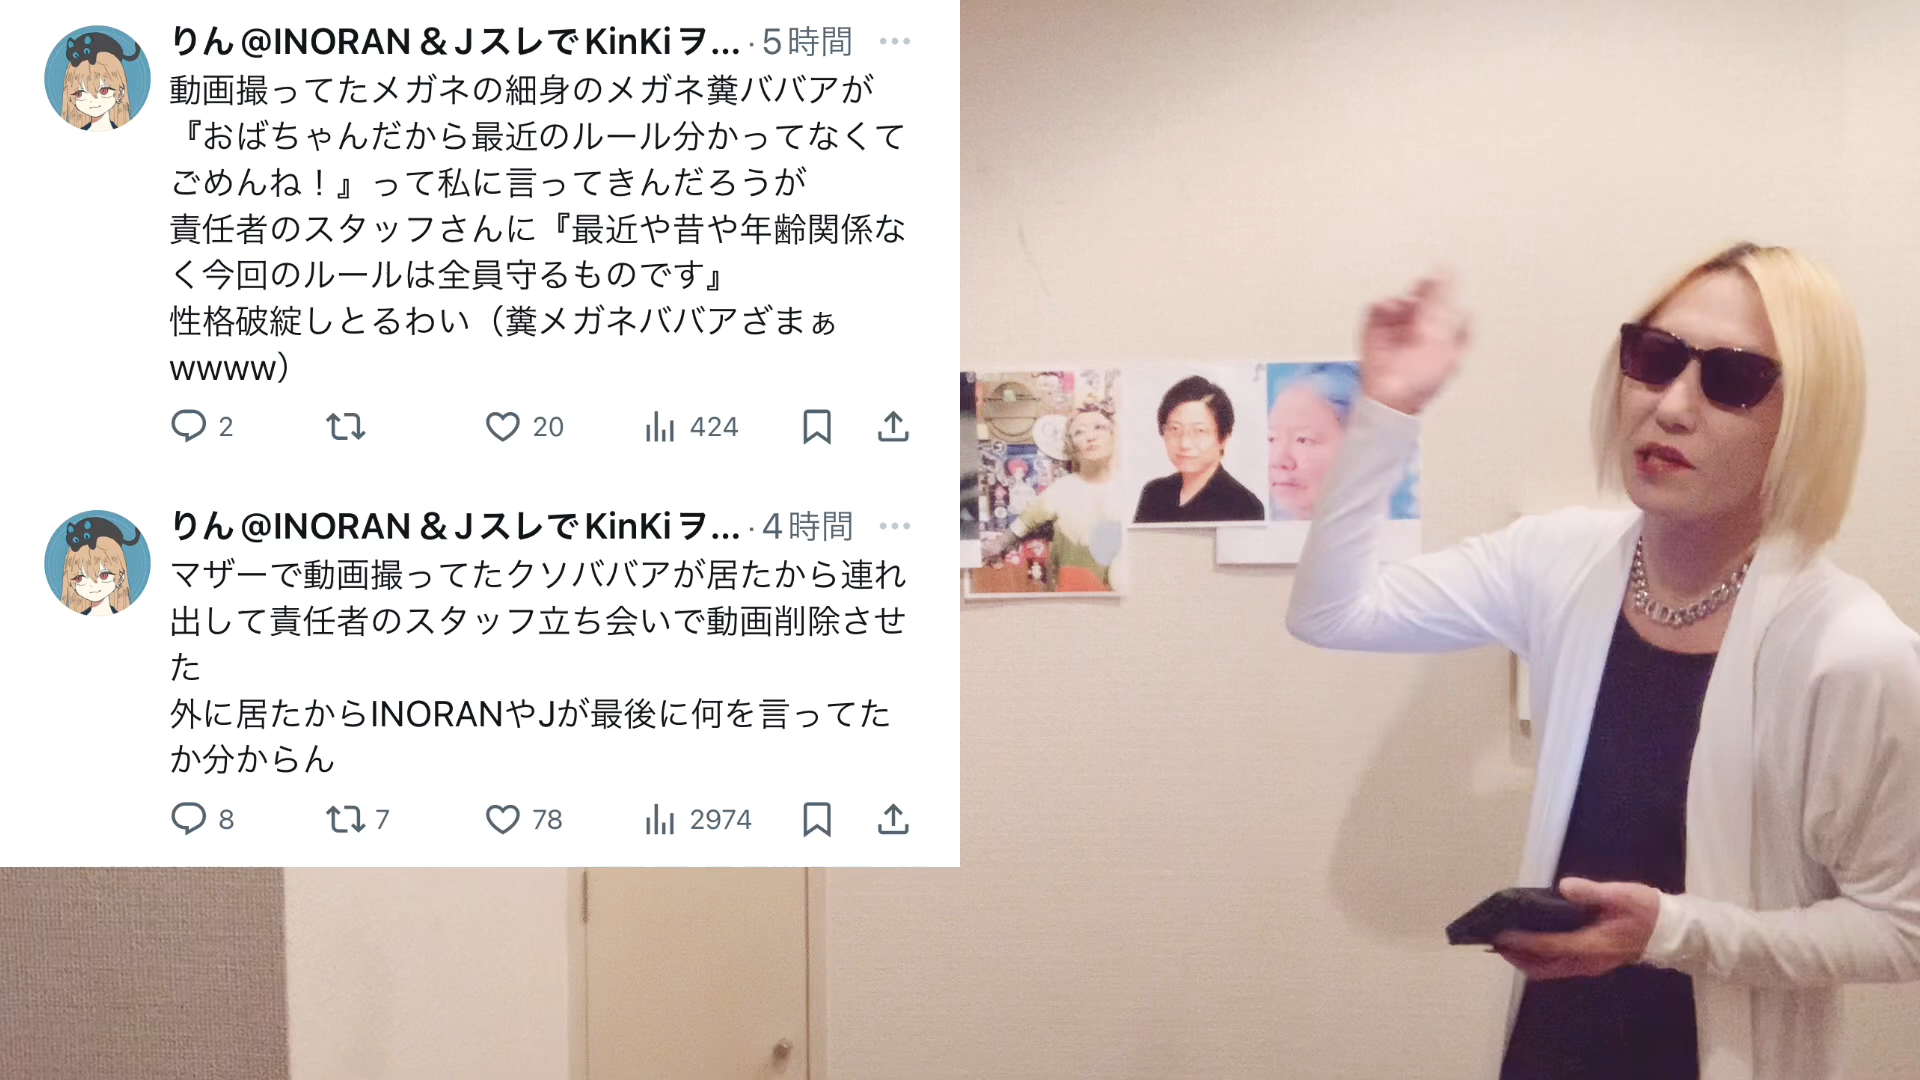 りん@INORAN＆JスレでKinKiヲ…·5時間
動画撮ってたメガネの細身のメガネ糞ババアが
『おばちゃんだから最近のルール分かってなくて
ごめんね！』って私に言ってきんだろうが
責任者のスタッフさんに『最近や昔や年齢関係な
く今回のルールは全員守るものです』
性格破綻しとるわい（糞メガネババアざまぁ
wwww）
2 20 424
りん@INORAN＆JスレでKinKiヲ…·4時間
マザーで動画撮ってたクソババアが居たから連れ
出して責任者のスタッフ立ち会いで動画削除させ
た
外に居たからINORANやJが最後に何を言ってた
か分からん
8 7 78 2974